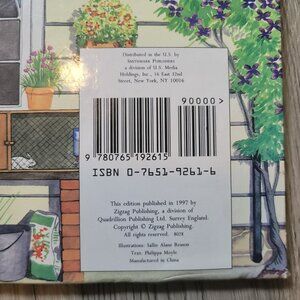 Distributed in the U.S. by
SMITHMARK PUBLISHERS
a division of U.S. Media
Holdings, Inc., 16 East 32nd
Street, New York, NY 10016
90000>
9 780765 192615
ISBN 0-7651-9261-6
This edition published in 1997 by
Zigzag Publishing, a division of
Quadrillion Publishing Ltd. Surrey England.
Copyright © Zigzag Publishing.
All rights reserved. 8028
Illustrations: Sallie Alane Reason
Text: Philippa Moyle
Manufactured in China